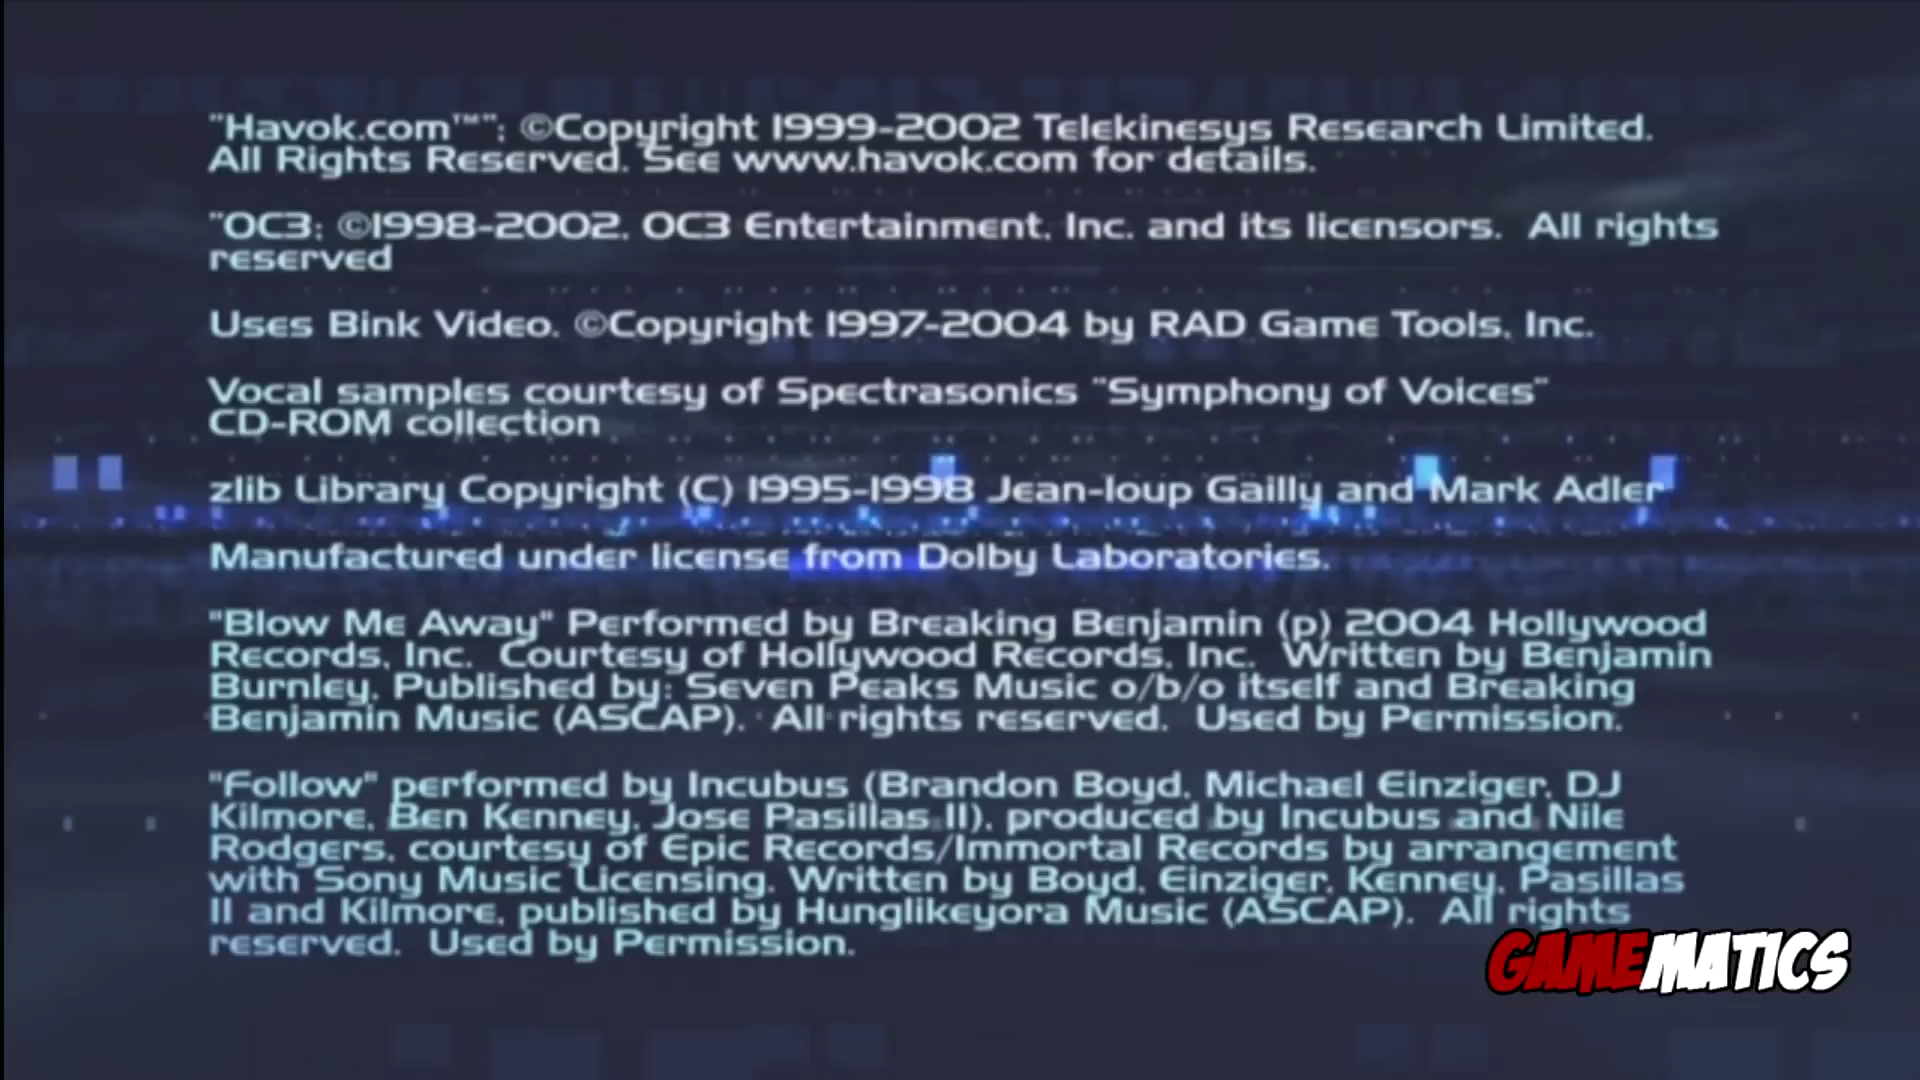 "Havok.com™"; ©Copyright 1999-2002 Telekinesys Research Limited.
All Rights Reserved. See www.havok.com for details.
"OC3; ©1998-2002, OC3 Entertainment, Inc. and its licensors.  All rights
reserved
Uses Bink Video. ©Copyright 1997-2004 by RAD Game Tools, Inc.
Vocal samples courtesy of Spectrasonics "Symphony of Voices"
CD-ROM collection
zlib Library Copyright (C) 1995-1998 Jean-loup Gailly and Mark Adler
Manufactured under license from Dolby Laboratories.
"Blow Me Away" Performed by Breaking Benjamin (p) 2004 Hollywood
Records, Inc.  Courtesy of Hollywood Records, Inc.  Written by Benjamin
Burnley, Published by: Seven Peaks Music o/b/o itself and Breaking
Benjamin Music (ASCAP).  All rights reserved.  Used by Permission.
"Follow" performed by Incubus (Brandon Boyd, Michael Einziger, DJ
Kilmore, Ben Kenney, Jose Pasillas II), produced by Incubus and Nile
Rodgers, courtesy of Epic Records/Immortal Records by arrangement
with Sony Music Licensing. Written by Boyd, Einziger, Kenney, Pasillas
II and Kilmore, published by Hunglikeyora Music (ASCAP).  All rights
reserved.  Used by Permission.
GAMEMATICS